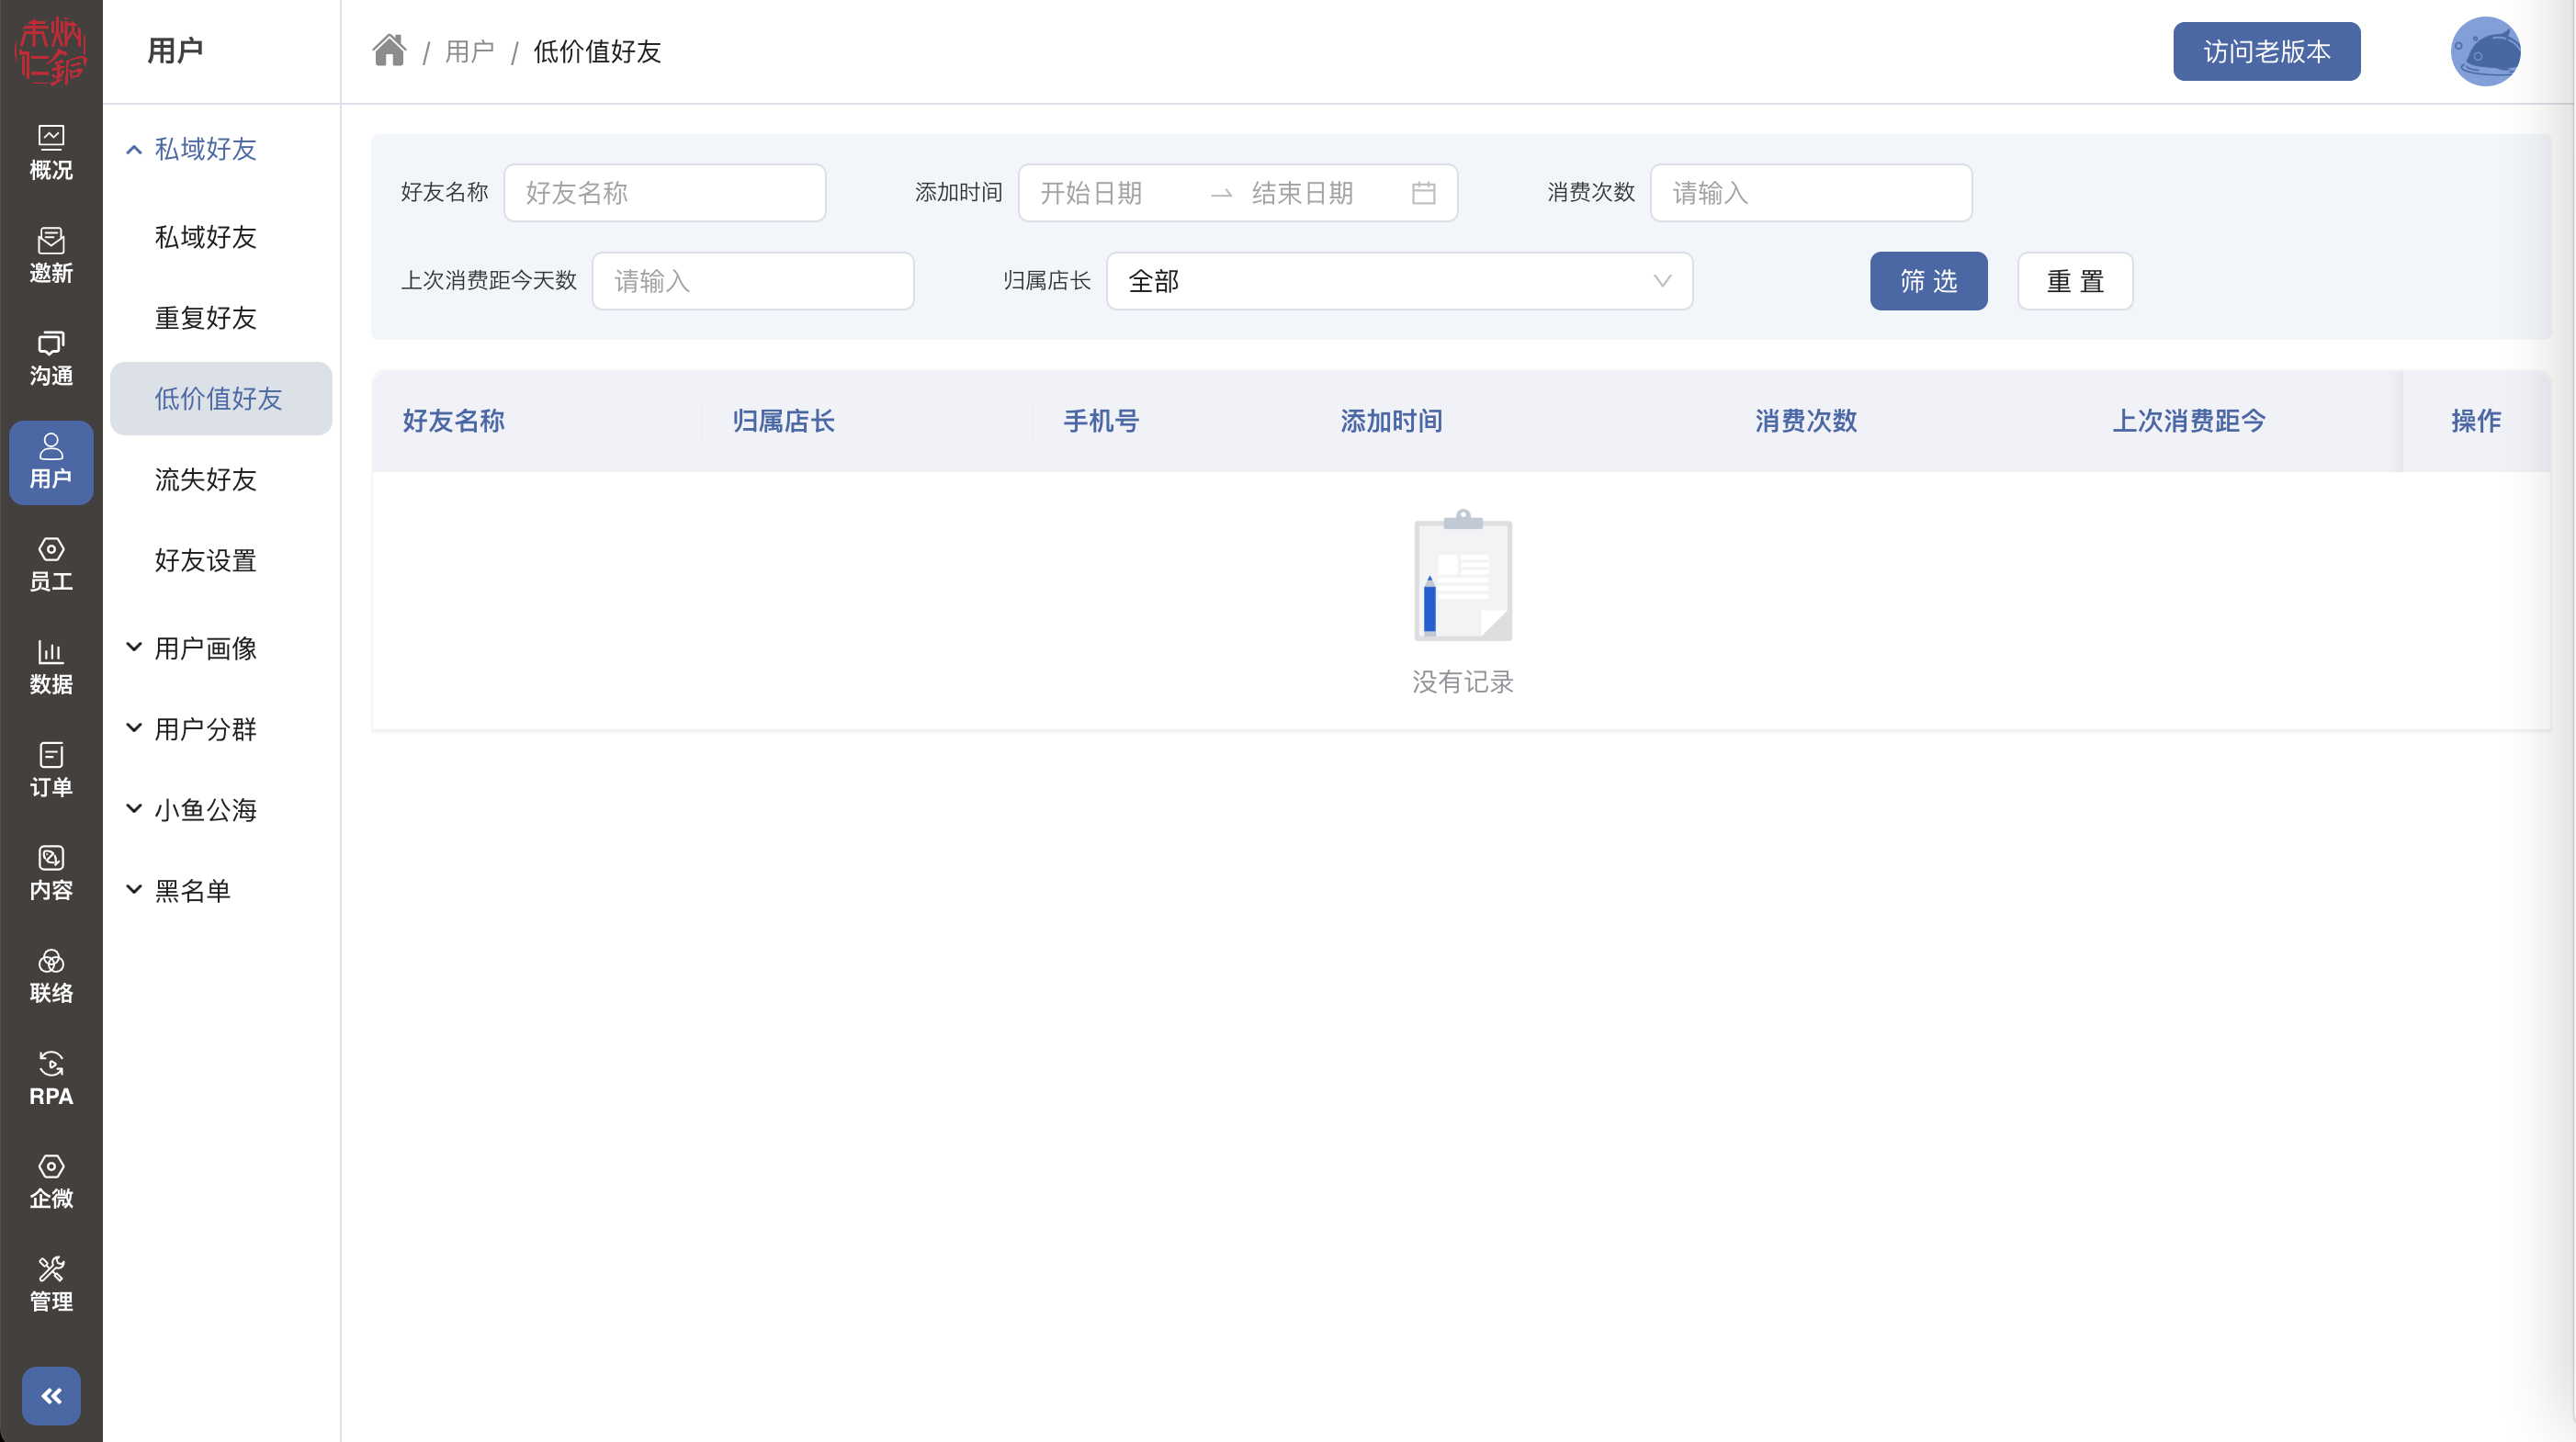 用户
/ 用户 / 低价值好友
访问老版本
概况
邀新
沟通
用户
员工
数据
订单
内容
联络
RPA
企微
管理
私域好友
私域好友
重复好友
低价值好友
流失好友
好友设置
用户画像
用户分群
小鱼公海
黑名单
好友名称 好友名称 添加时间 开始日期 → 结束日期 消费次数 请输入
上次消费距今天数 请输入 归属店长 全部 筛 选 重 置
好友名称 归属店长 手机号 添加时间 消费次数 上次消费距今 操作
没有记录